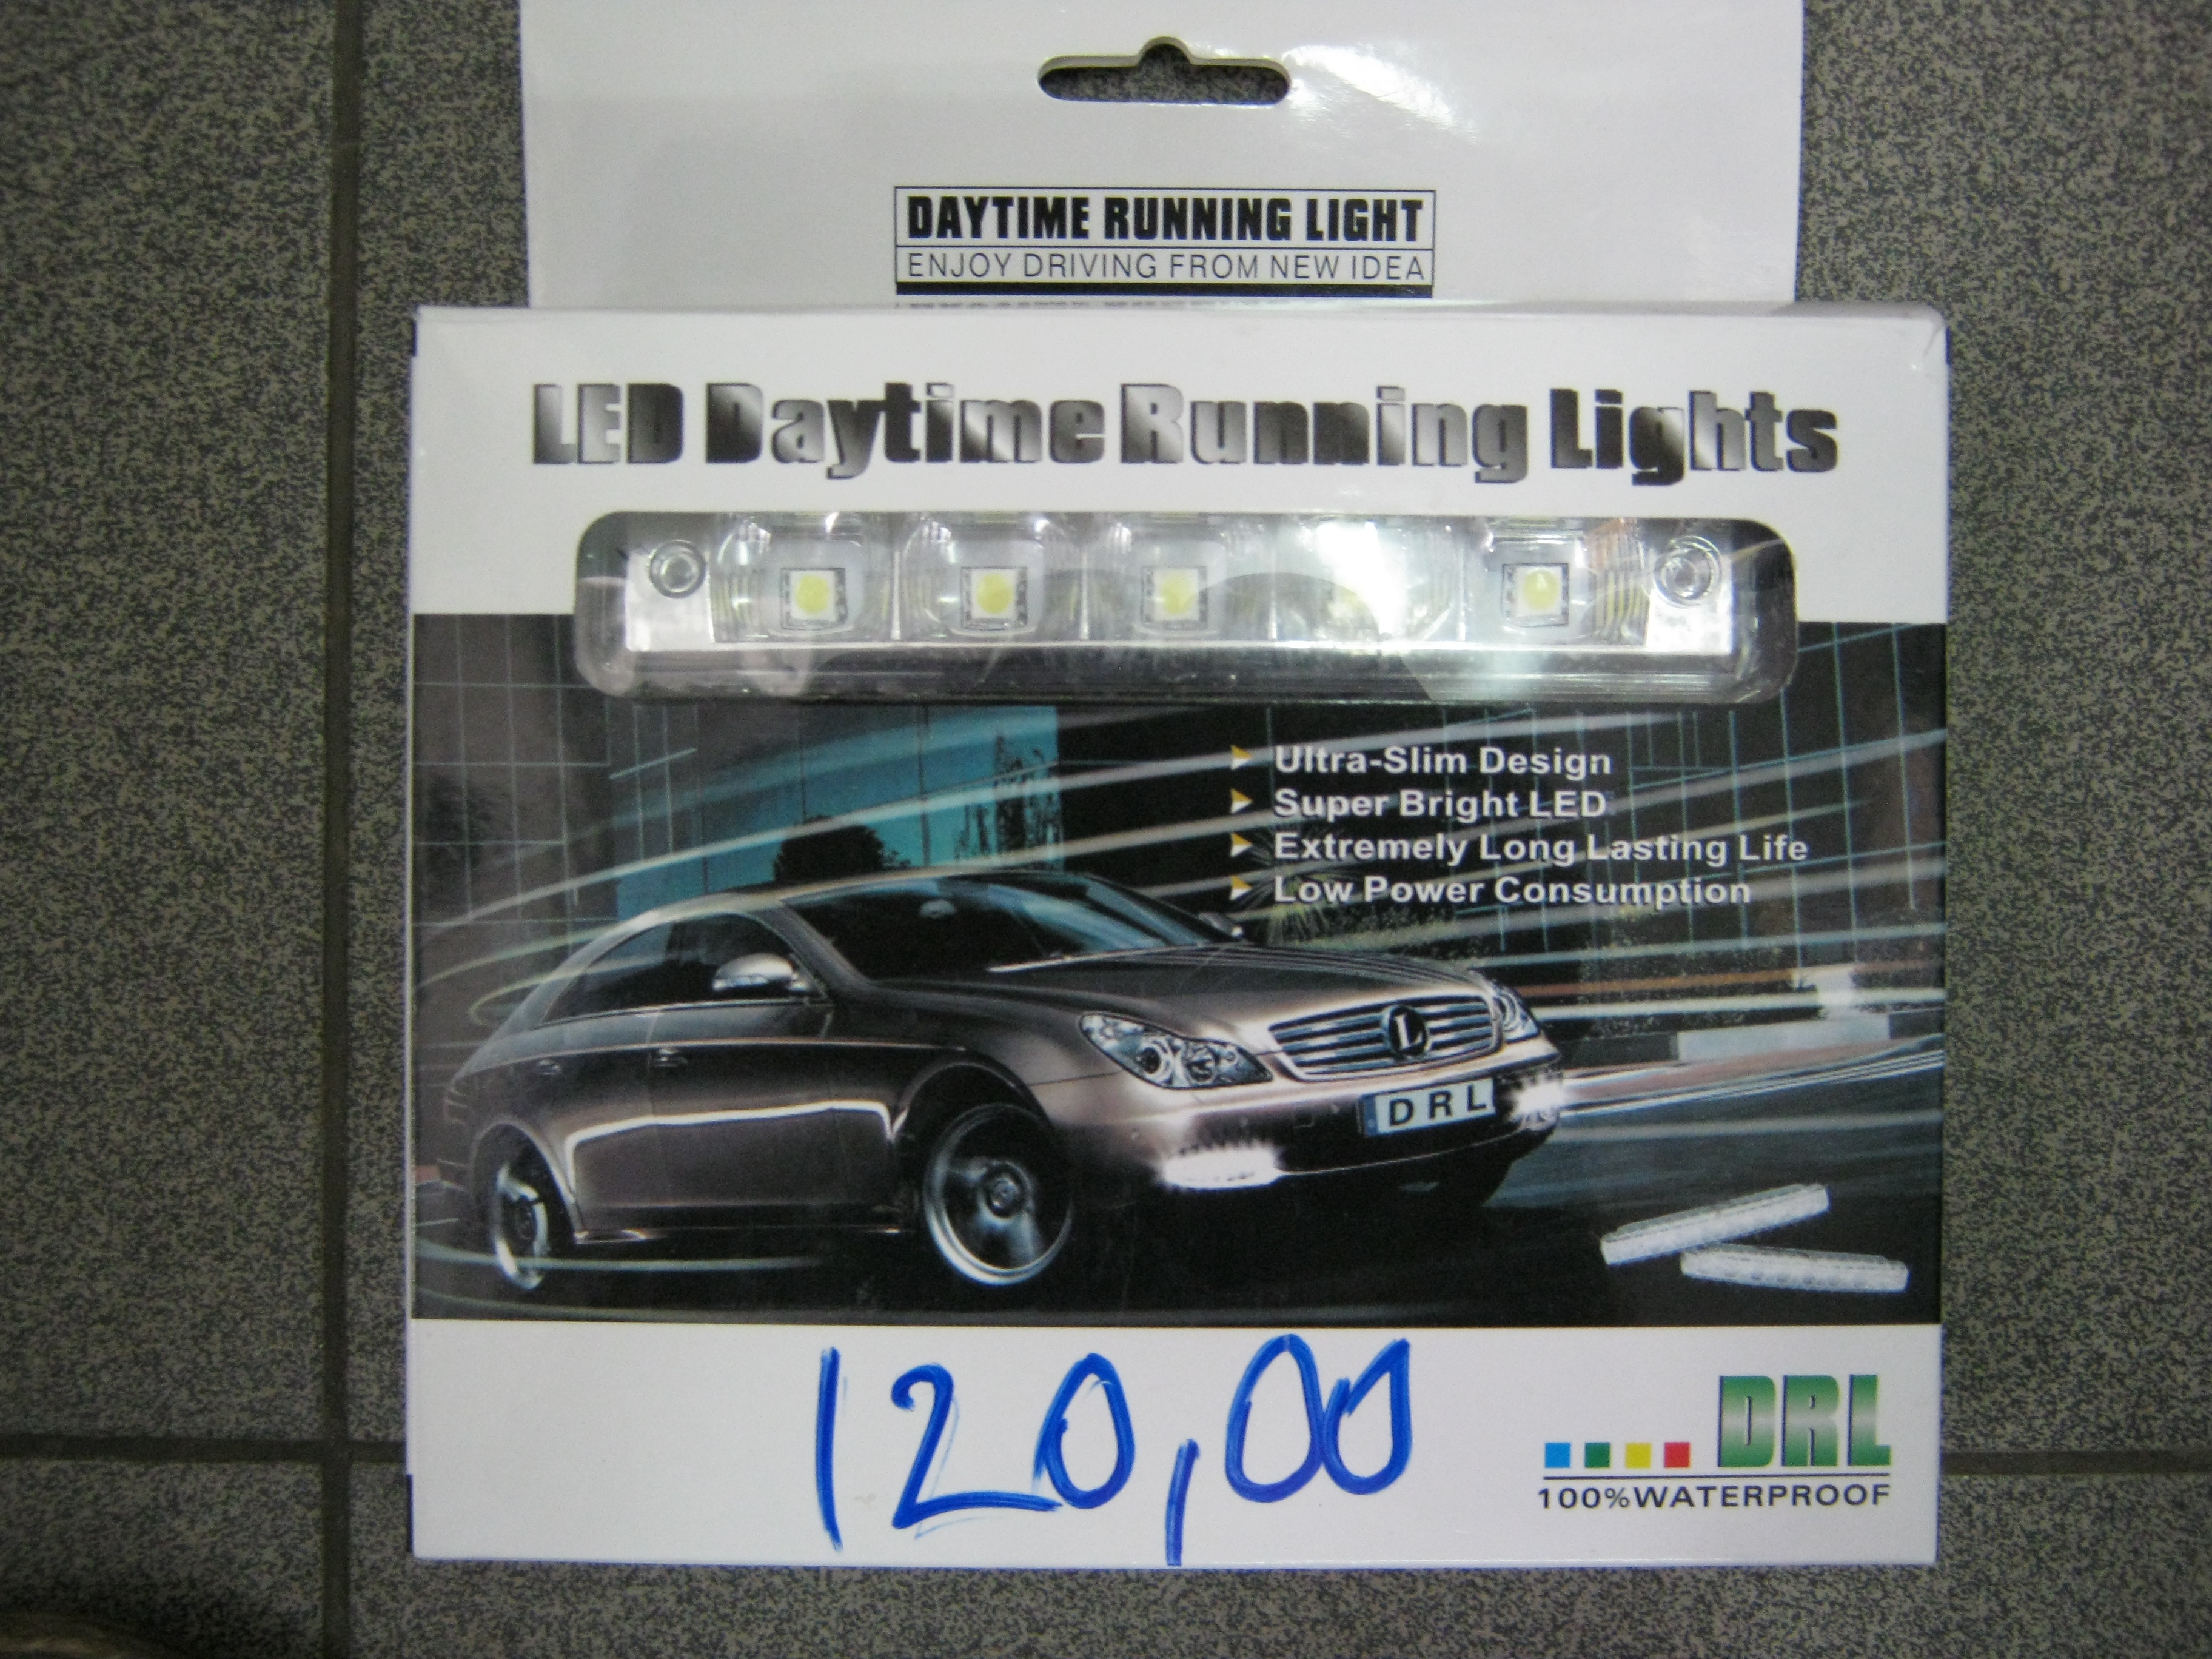 DAYTIME RUNNING LIGHT
ENJOY DRIVING FROM NEW IDEA
LED Daytime Running Lights
Ultra-Slim Design
Super Bright LED
Extremely Long Lasting Life
Low Power Consumption
L
DRL
120,00
DRL
100%WATERPROOF